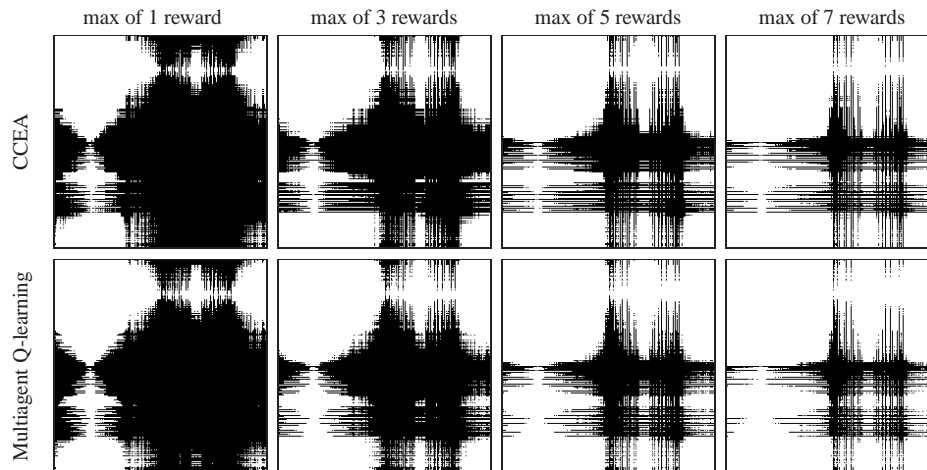 max of 1 reward
max of 3 rewards
max of 5 rewards
max of 7 rewards
CCEA
Multiagent Q-learning